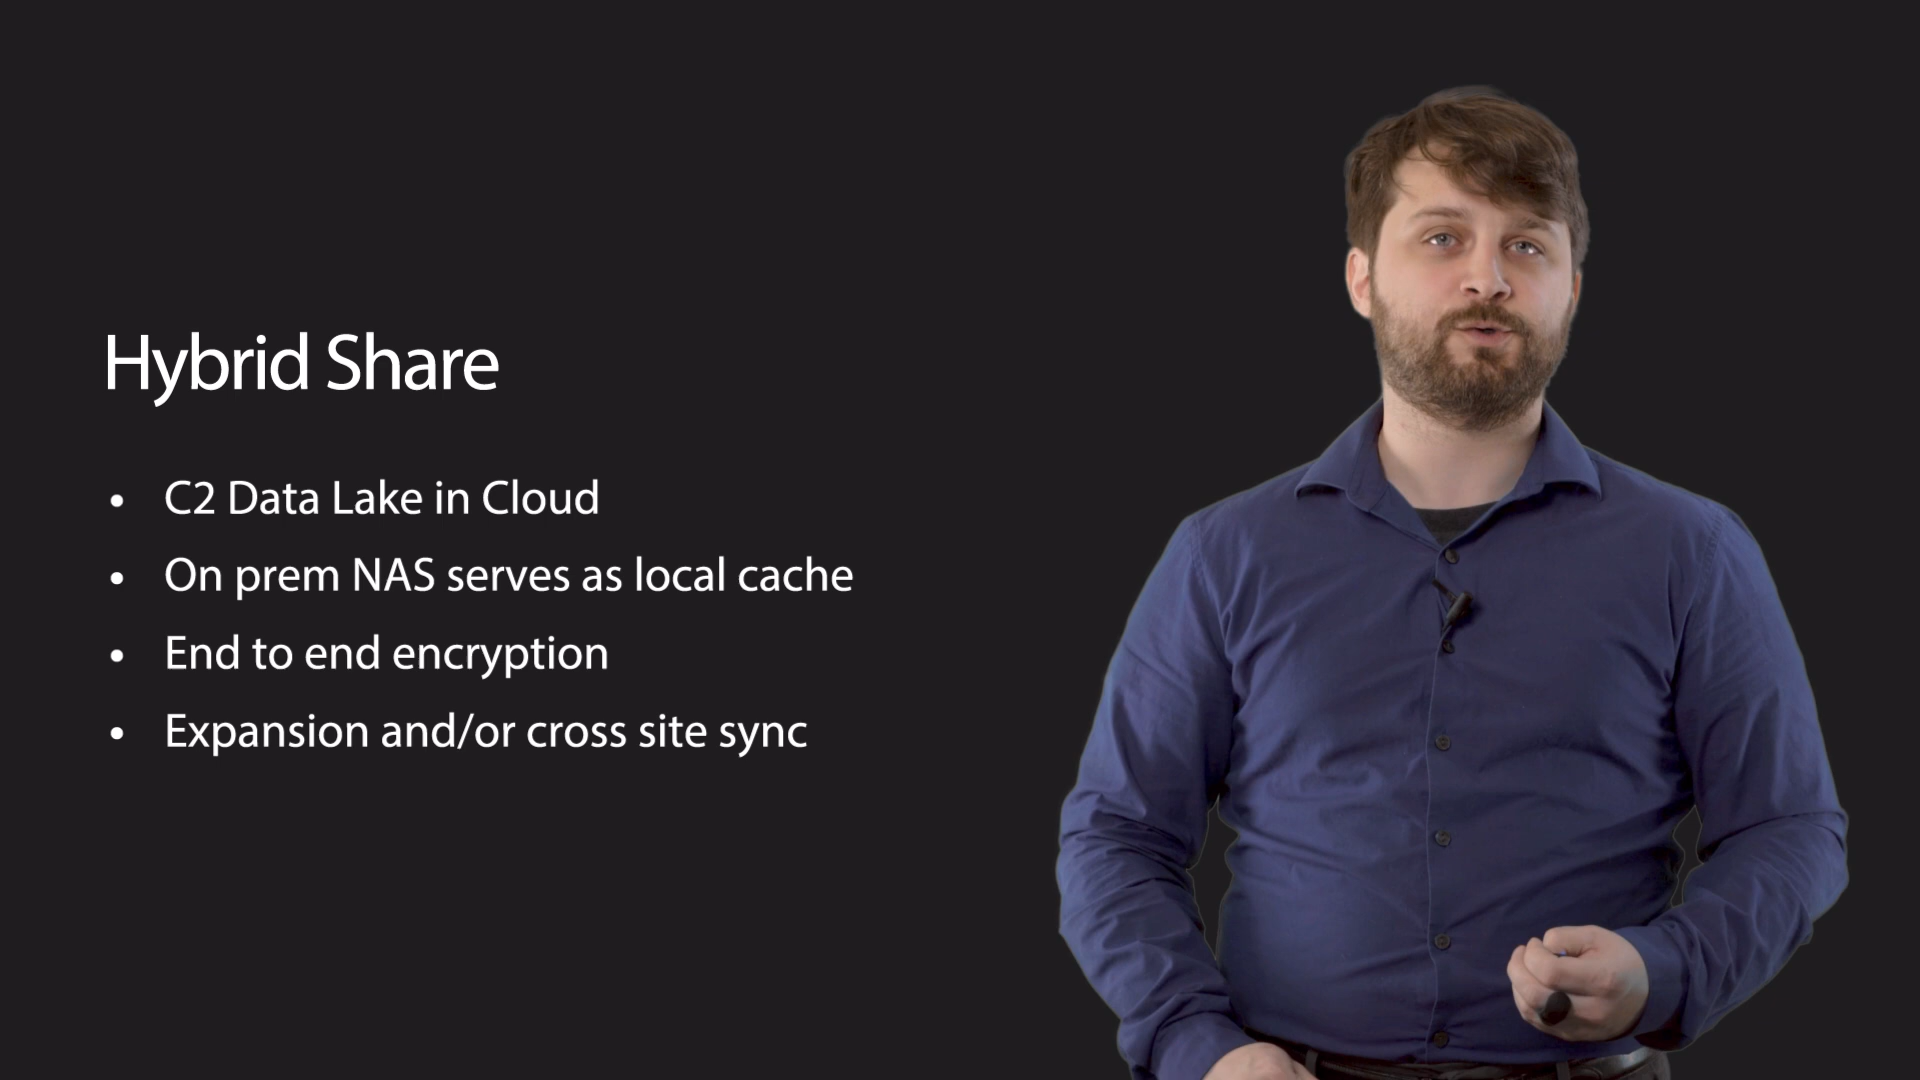 Hybrid Share
• C2 Data Lake in Cloud
• On prem NAS serves as local cache
• End to end encryption
• Expansion and/or cross site sync